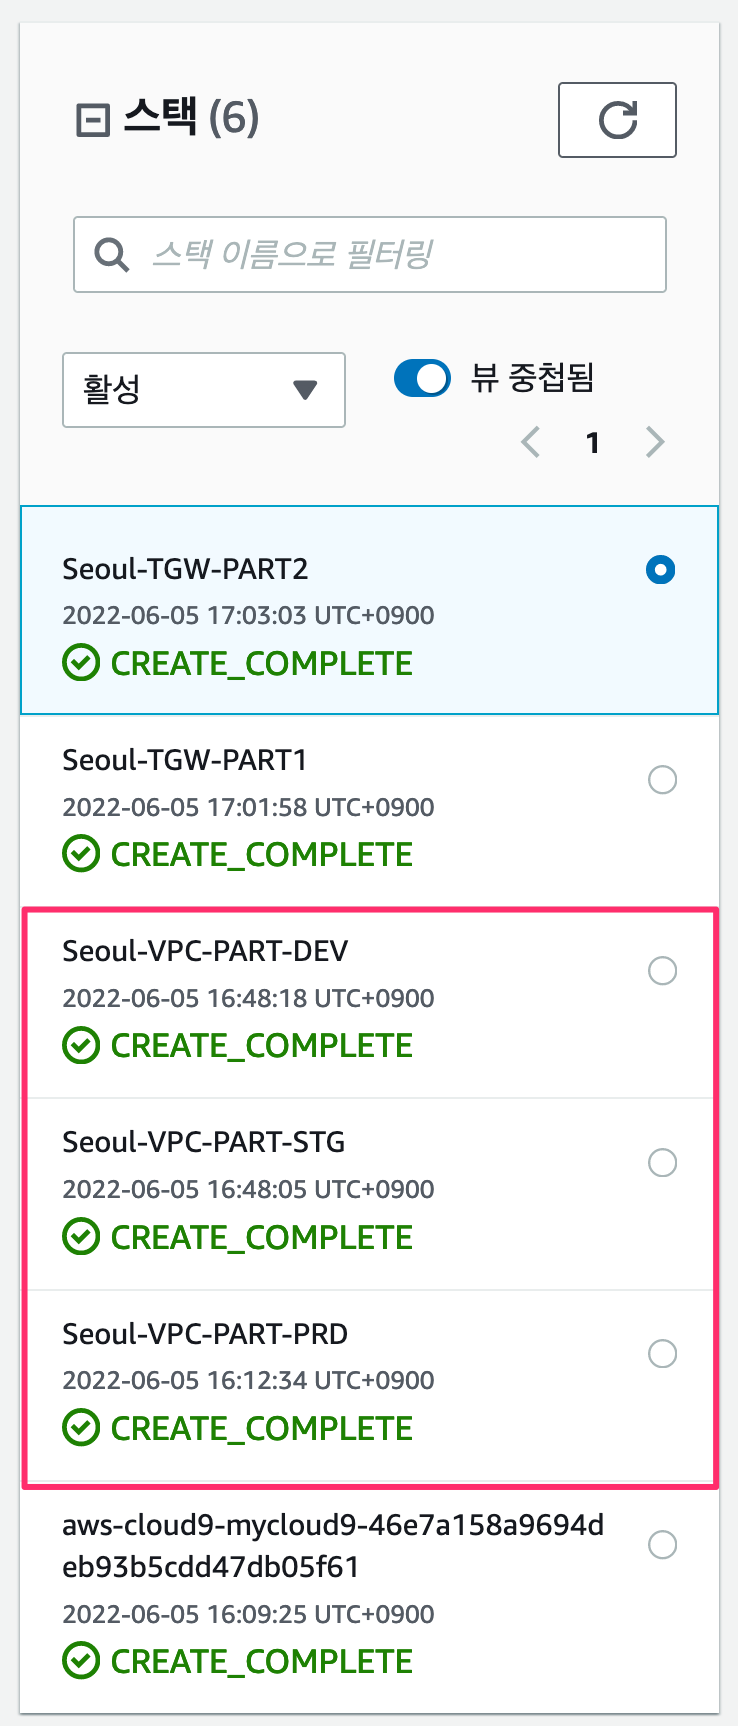 스택 (6)
스택 이름으로 필터링
활성
뷰 중첩됨
1
Seoul-TGW-PART2
2022-06-05 17:03:03 UTC+0900
CREATE_COMPLETE
Seoul-TGW-PART1
2022-06-05 17:01:58 UTC+0900
CREATE_COMPLETE
Seoul-VPC-PART-DEV
2022-06-05 16:48:18 UTC+0900
CREATE_COMPLETE
Seoul-VPC-PART-STG
2022-06-05 16:48:05 UTC+0900
CREATE_COMPLETE
Seoul-VPC-PART-PRD
2022-06-05 16:12:34 UTC+0900
CREATE_COMPLETE
aws-cloud9-mycloud9-46e7a158a9694d
eb93b5cdd47db05f61
2022-06-05 16:09:25 UTC+0900
CREATE_COMPLETE